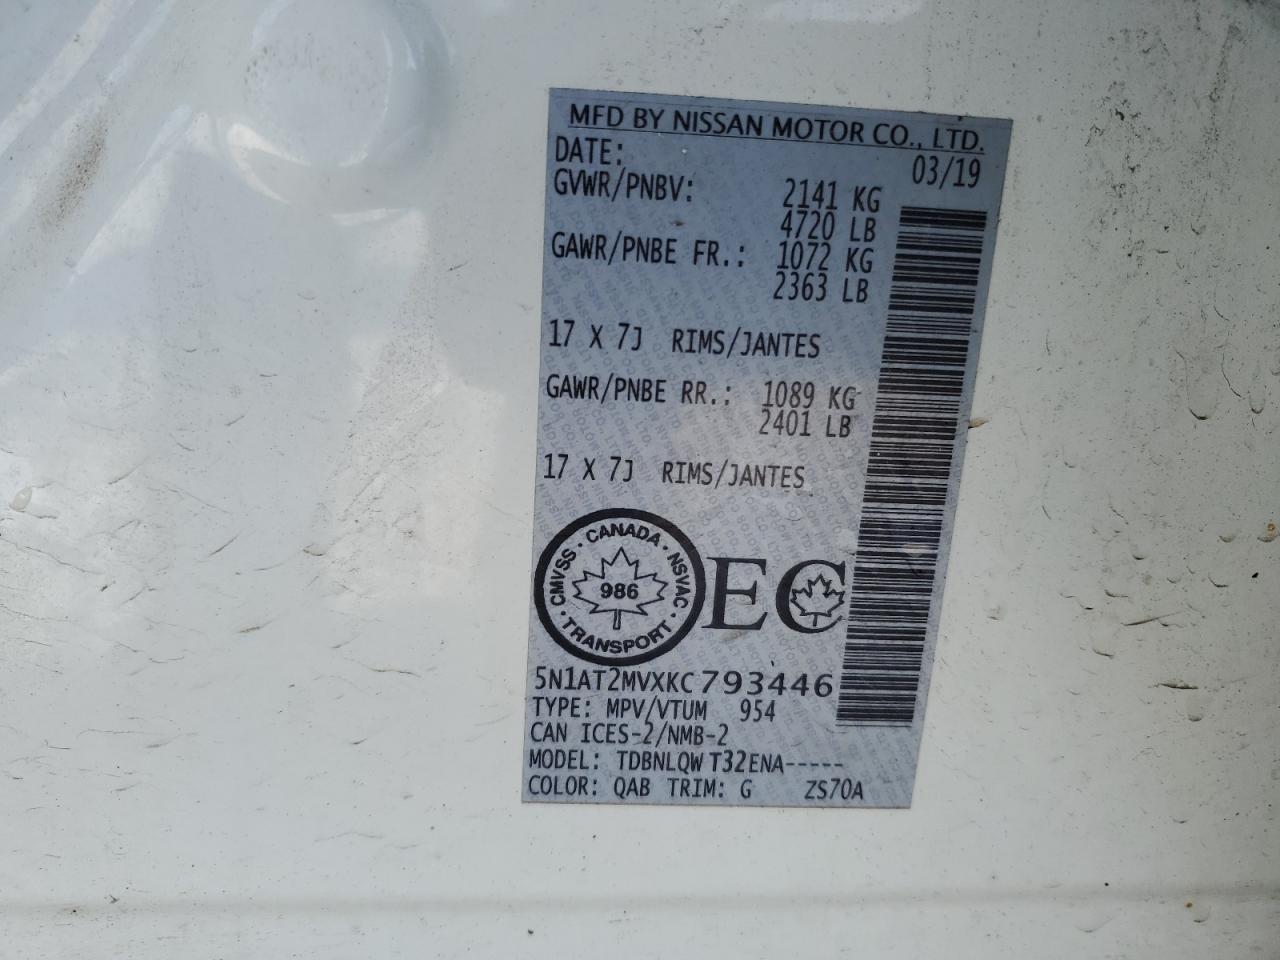 MFD BY NISSAN MOTOR CO., LTD.
DATE: 03/19
GVWR/PNBV: 2141 KG
4720 LB
GAWR/PNBE FR.: 1072 KG
2363 LB
17 X 7J RIMS/JANTES
GAWR/PNBE RR.: 1089 KG
2401 LB
17 X 7J RIMS/JANTES
CMVSS · CANADA · NSVAC · TRANSPORT ·
986
EC
5N1AT2MVXKC793446
TYPE: MPV/VTUM 954
CAN ICES-2/NMB-2
MODEL: TDBNLQW T32ENA-----
COLOR: QAB TRIM: G ZS70A